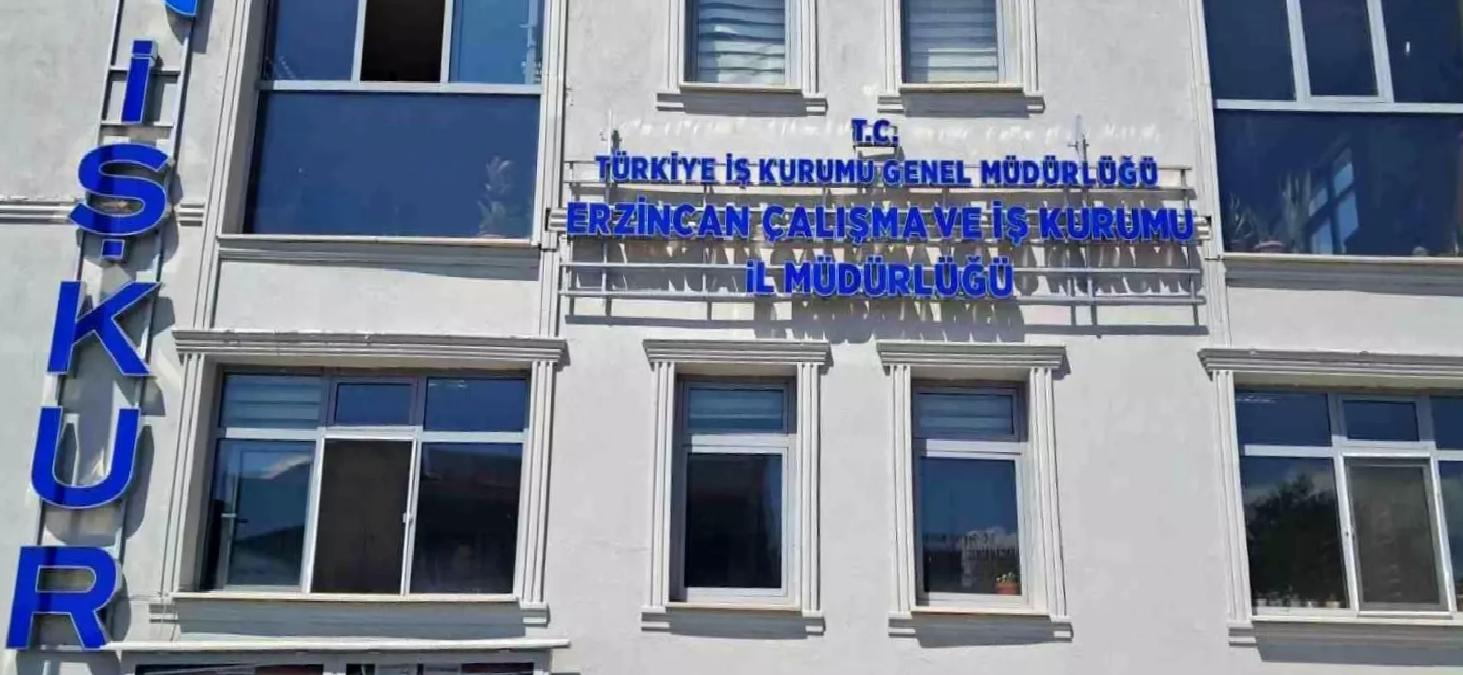 İŞKUR
T.C.
TÜRKİYE İŞ KURUMU GENEL MÜDÜRLÜĞÜ
ERZİNCAN ÇALIŞMA VE İŞ KURUMU
İL MÜDÜRLÜĞÜ